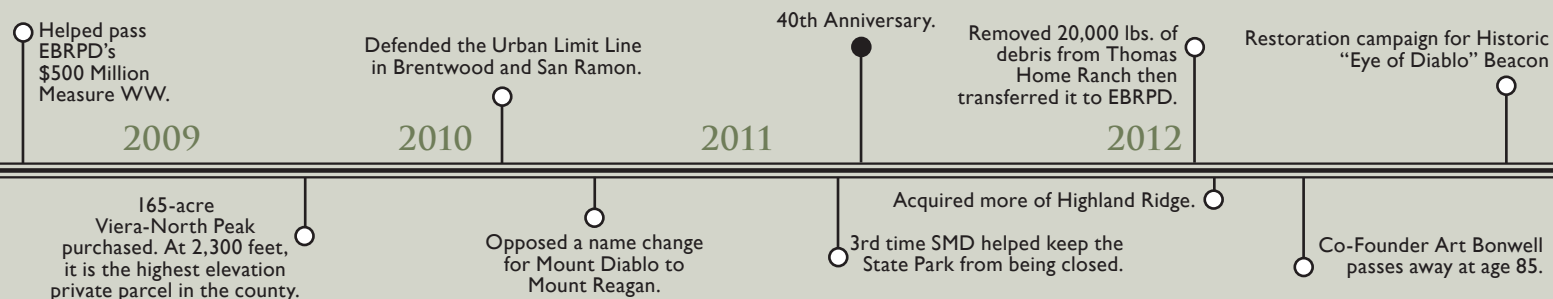 Helped pass
EBRPD's
$500 Million
Measure WW.
2009
165-acre
Viera-North Peak
purchased. At 2,300 feet,
it is the highest elevation
private parcel in the county.
Defended the Urban Limit Line
in Brentwood and San Ramon.
2010
Opposed a name change
for Mount Diablo to
Mount Reagan.
2011
40th Anniversary.
3rd time SMD helped keep the
State Park from being closed.
Removed 20,000 lbs. of
debris from Thomas
Home Ranch then
transferred it to EBRPD.
2012
Acquired more of Highland Ridge.
Restoration campaign for Historic
“Eye of Diablo” Beacon
Co-Founder Art Bonwell
passes away at age 85.